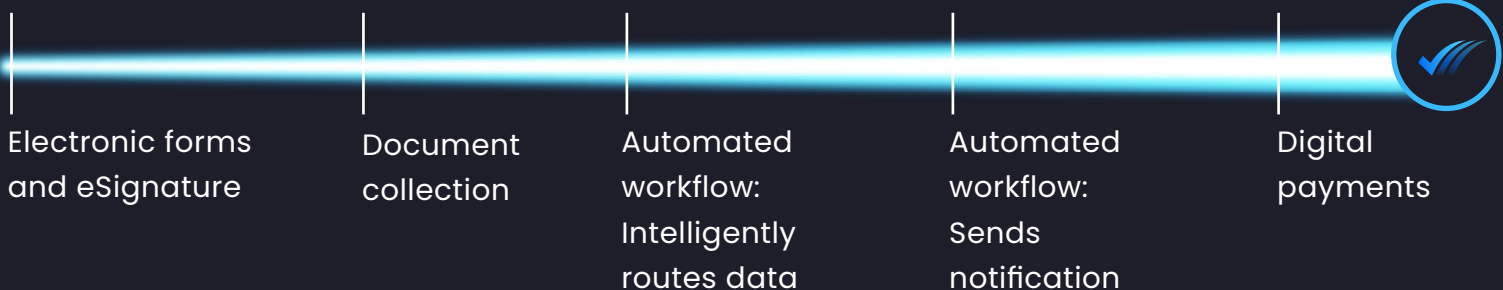 Electronic forms
and eSignature
Document
collection
Automated
workflow:
Intelligently
routes data
Automated
workflow:
Sends
notification
Digital
payments